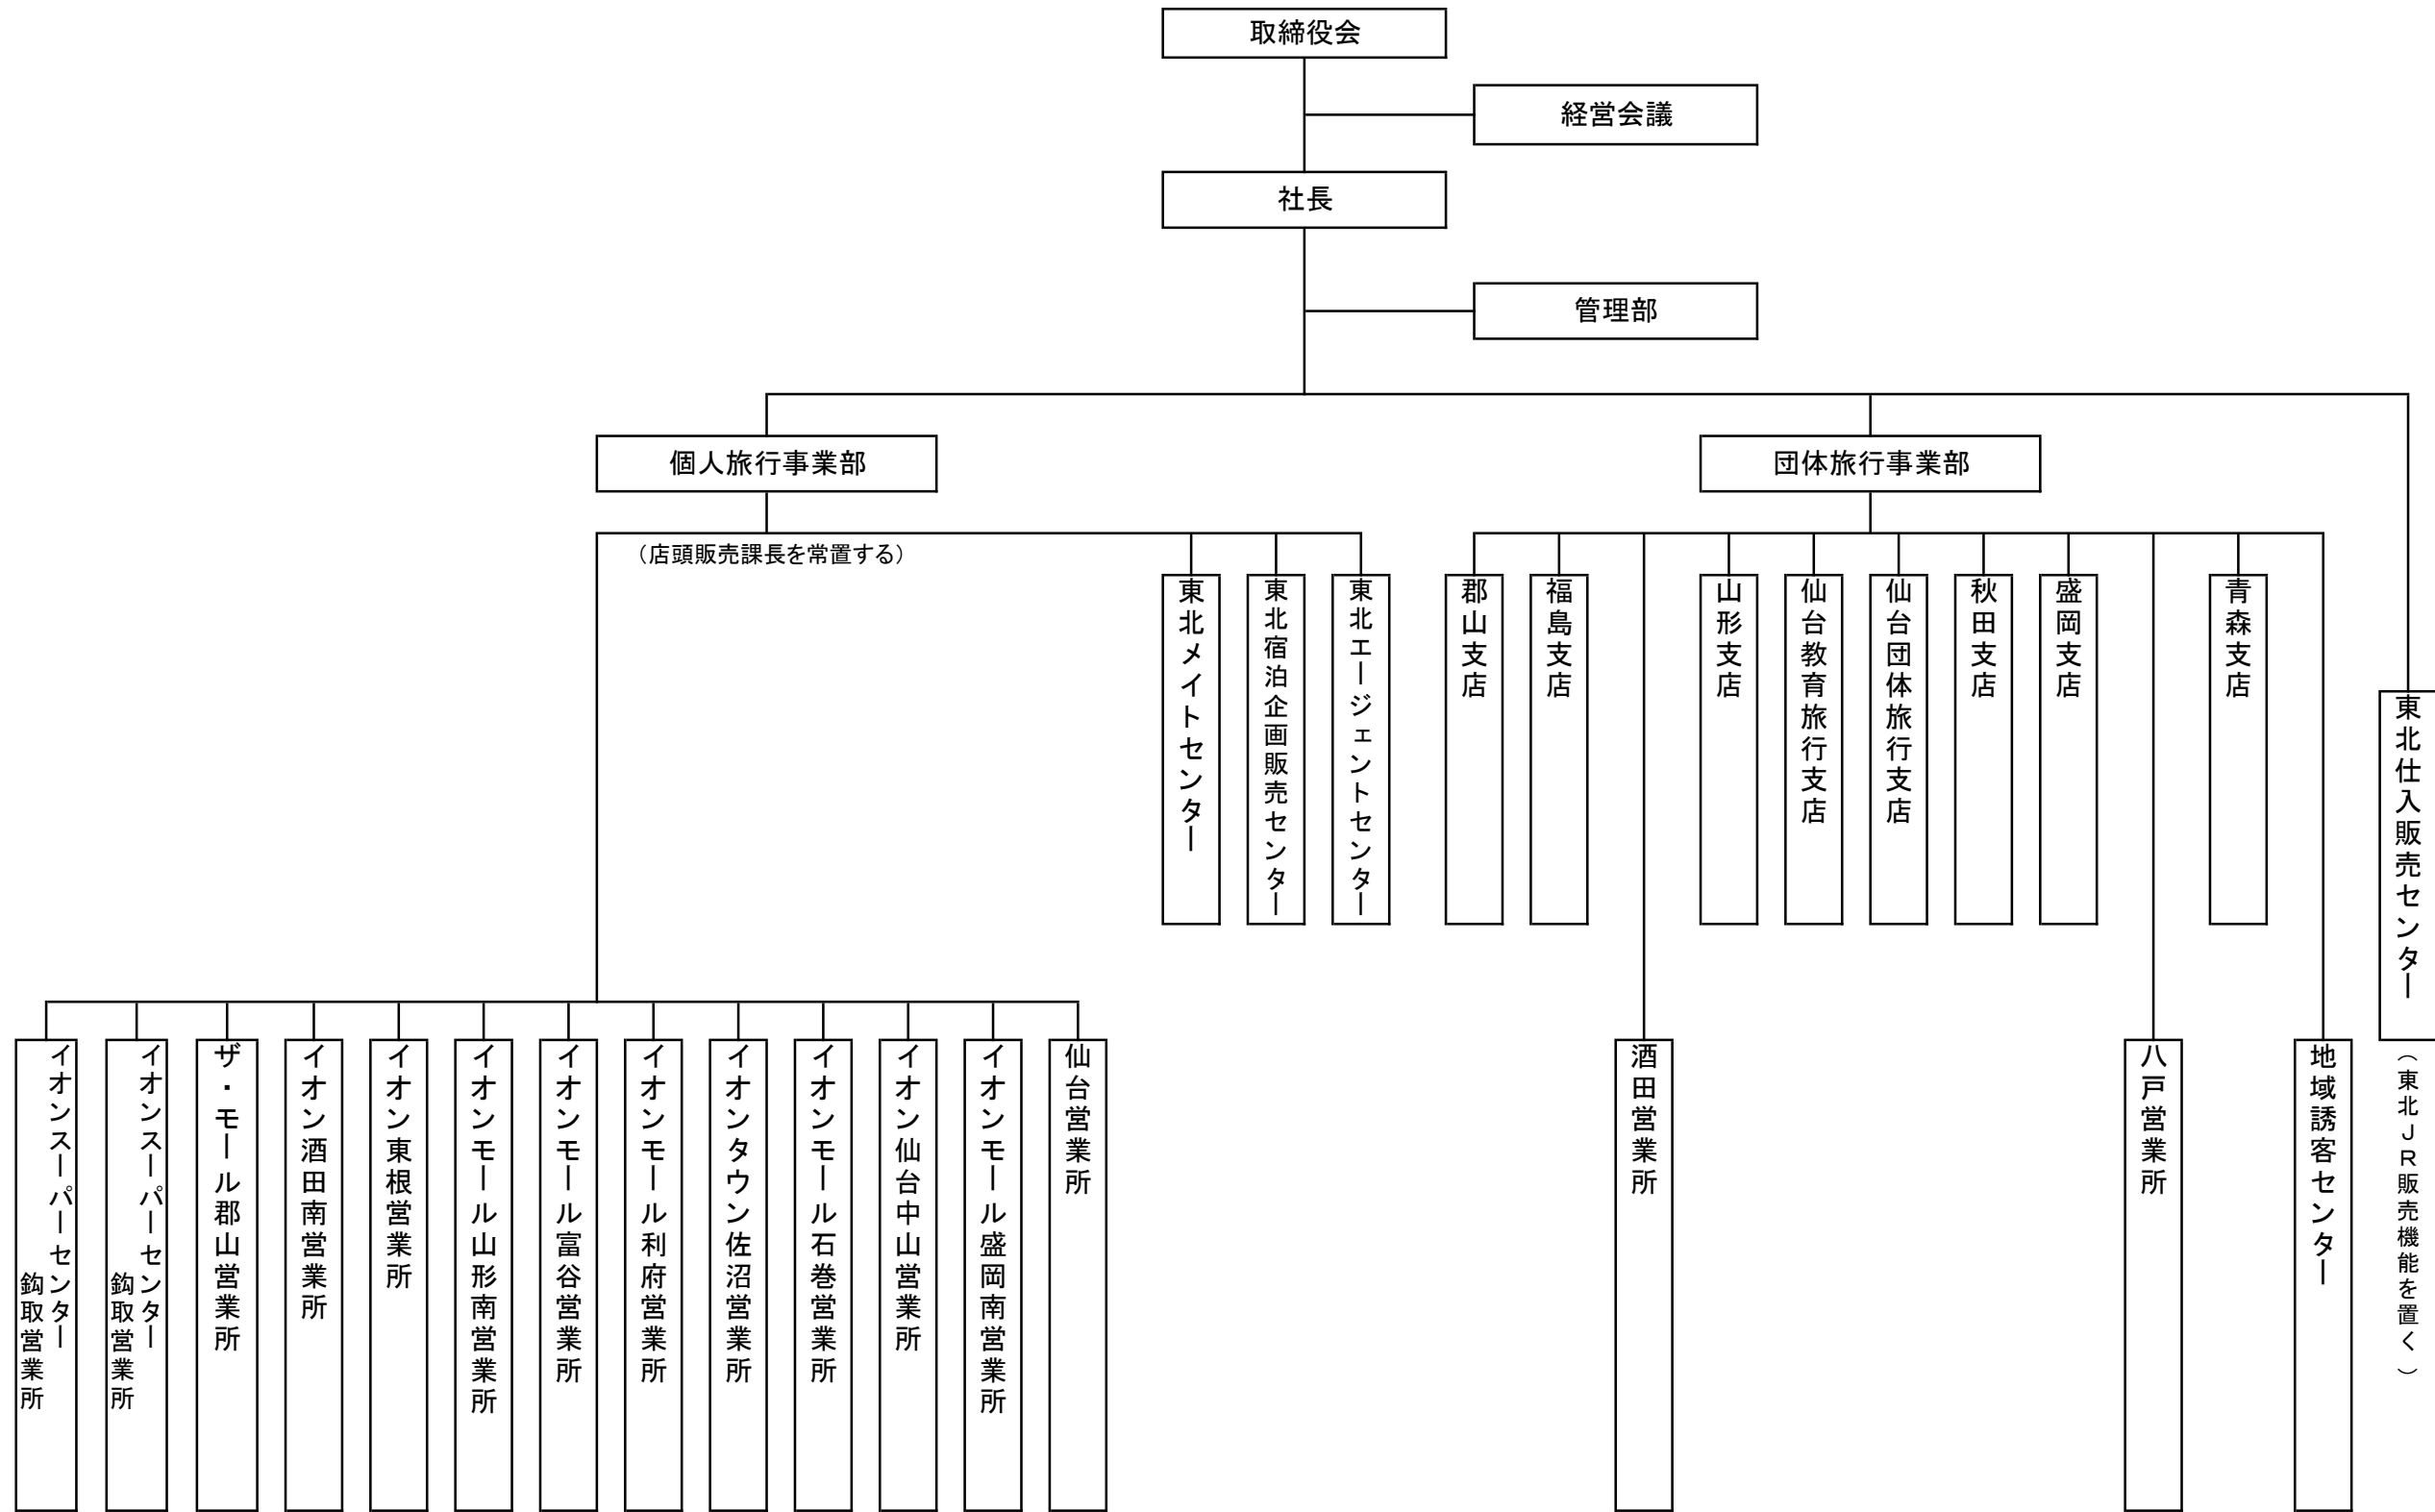 取締役会
経営会議
社長
管理部
個人旅行事業部
団体旅行事業部
（店頭販売課長を常置する）
東北メイトセンター
東北宿泊企画販売センター
東北エージェントセンター
郡山支店
福島支店
山形支店
仙台教育旅行支店
仙台団体旅行支店
秋田支店
盛岡支店
青森支店
東北仕入販売センター
イオンスーパーセンター
鈎取営業所
イオンスーパーセンター
鈎取営業所
ザ・モール郡山営業所
イオン酒田南営業所
イオン東根営業所
イオンモール山形南営業所
イオンモール富谷営業所
イオンモール利府営業所
イオンタウン佐沼営業所
イオンモール石巻営業所
イオン仙台中山営業所
イオンモール盛岡南営業所
仙台営業所
酒田営業所
八戸営業所
地域誘客センター
（東北ＪＲ販売機能を置く）